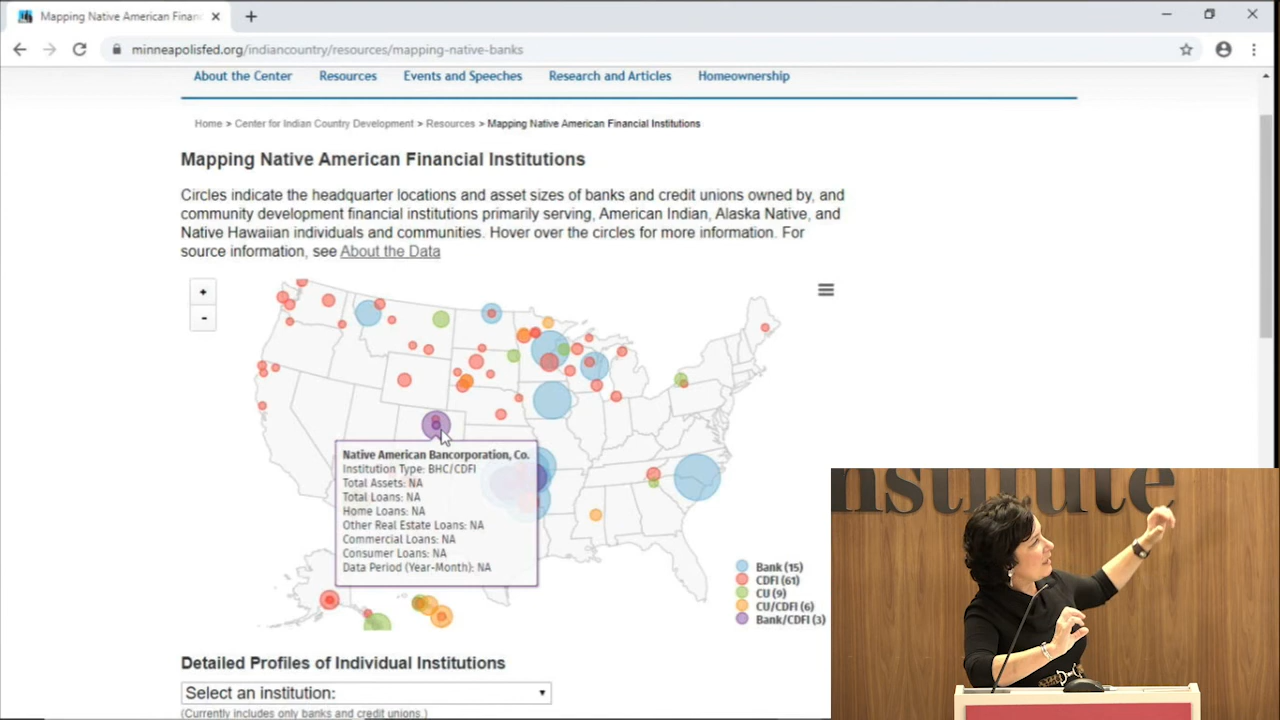 Mapping Native American Finan
minneapolisfed.org/indiancountry/resources/mapping-native-banks
About the Center Resources Events and Speeches Research and Articles Homeownership
Home > Center for Indian Country Development > Resources > Mapping Native American Financial Institutions
Mapping Native American Financial Institutions
Circles indicate the headquarter locations and asset sizes of banks and credit unions owned by, and
community development financial institutions primarily serving, American Indian, Alaska Native, and
Native Hawaiian individuals and communities. Hover over the circles for more information. For
source information, see About the Data
+
-
Native American Bancorporation, Co.
Institution Type: BHC/CDFI
Total Assets: NA
Total Loans: NA
Home Loans: NA
Other Real Estate Loans: NA
Commercial Loans: NA
Consumer Loans: NA
Data Period (Year-Month): NA
Bank (15)
CDFI (61)
CU (9)
CU/CDFI (6)
Bank/CDFI (3)
Detailed Profiles of Individual Institutions
Select an institution:
(Currently includes only banks and credit unions.)
institute